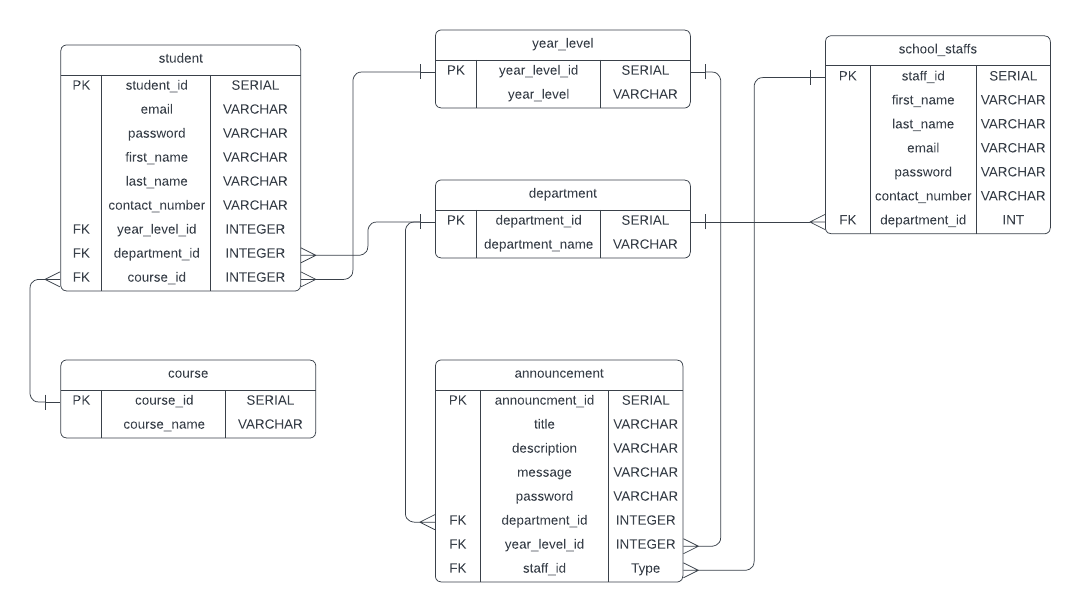 student
PK student_id SERIAL
email VARCHAR
password VARCHAR
first_name VARCHAR
last_name VARCHAR
contact_number VARCHAR
FK year_level_id INTEGER
FK department_id INTEGER
FK course_id INTEGER
course
PK course_id SERIAL
course_name VARCHAR
year_level
PK year_level_id SERIAL
year_level VARCHAR
department
PK department_id SERIAL
department_name VARCHAR
announcement
PK announcment_id SERIAL
title VARCHAR
description VARCHAR
message VARCHAR
password VARCHAR
FK department_id INTEGER
FK year_level_id INTEGER
FK staff_id Type
school_staffs
PK staff_id SERIAL
first_name VARCHAR
last_name VARCHAR
email VARCHAR
password VARCHAR
contact_number VARCHAR
FK department_id INT